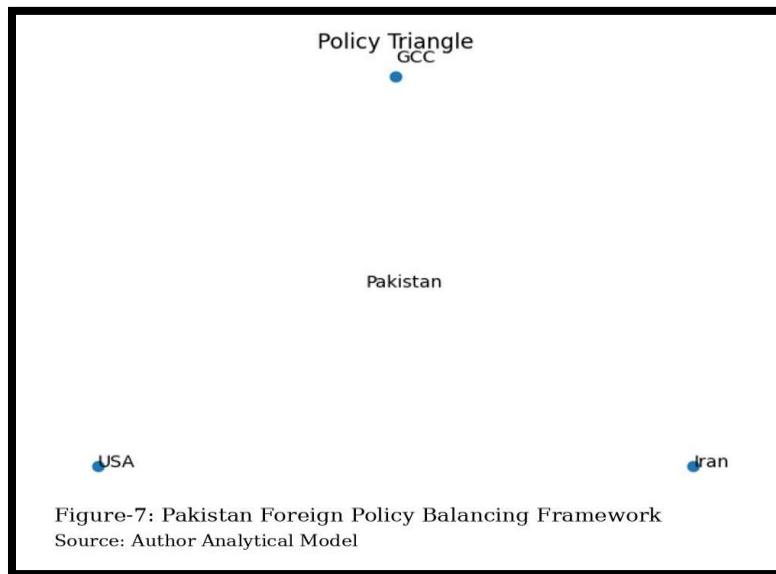 Policy Triangle
GCC
Pakistan
USA
Iran
Figure-7: Pakistan Foreign Policy Balancing Framework
Source: Author Analytical Model